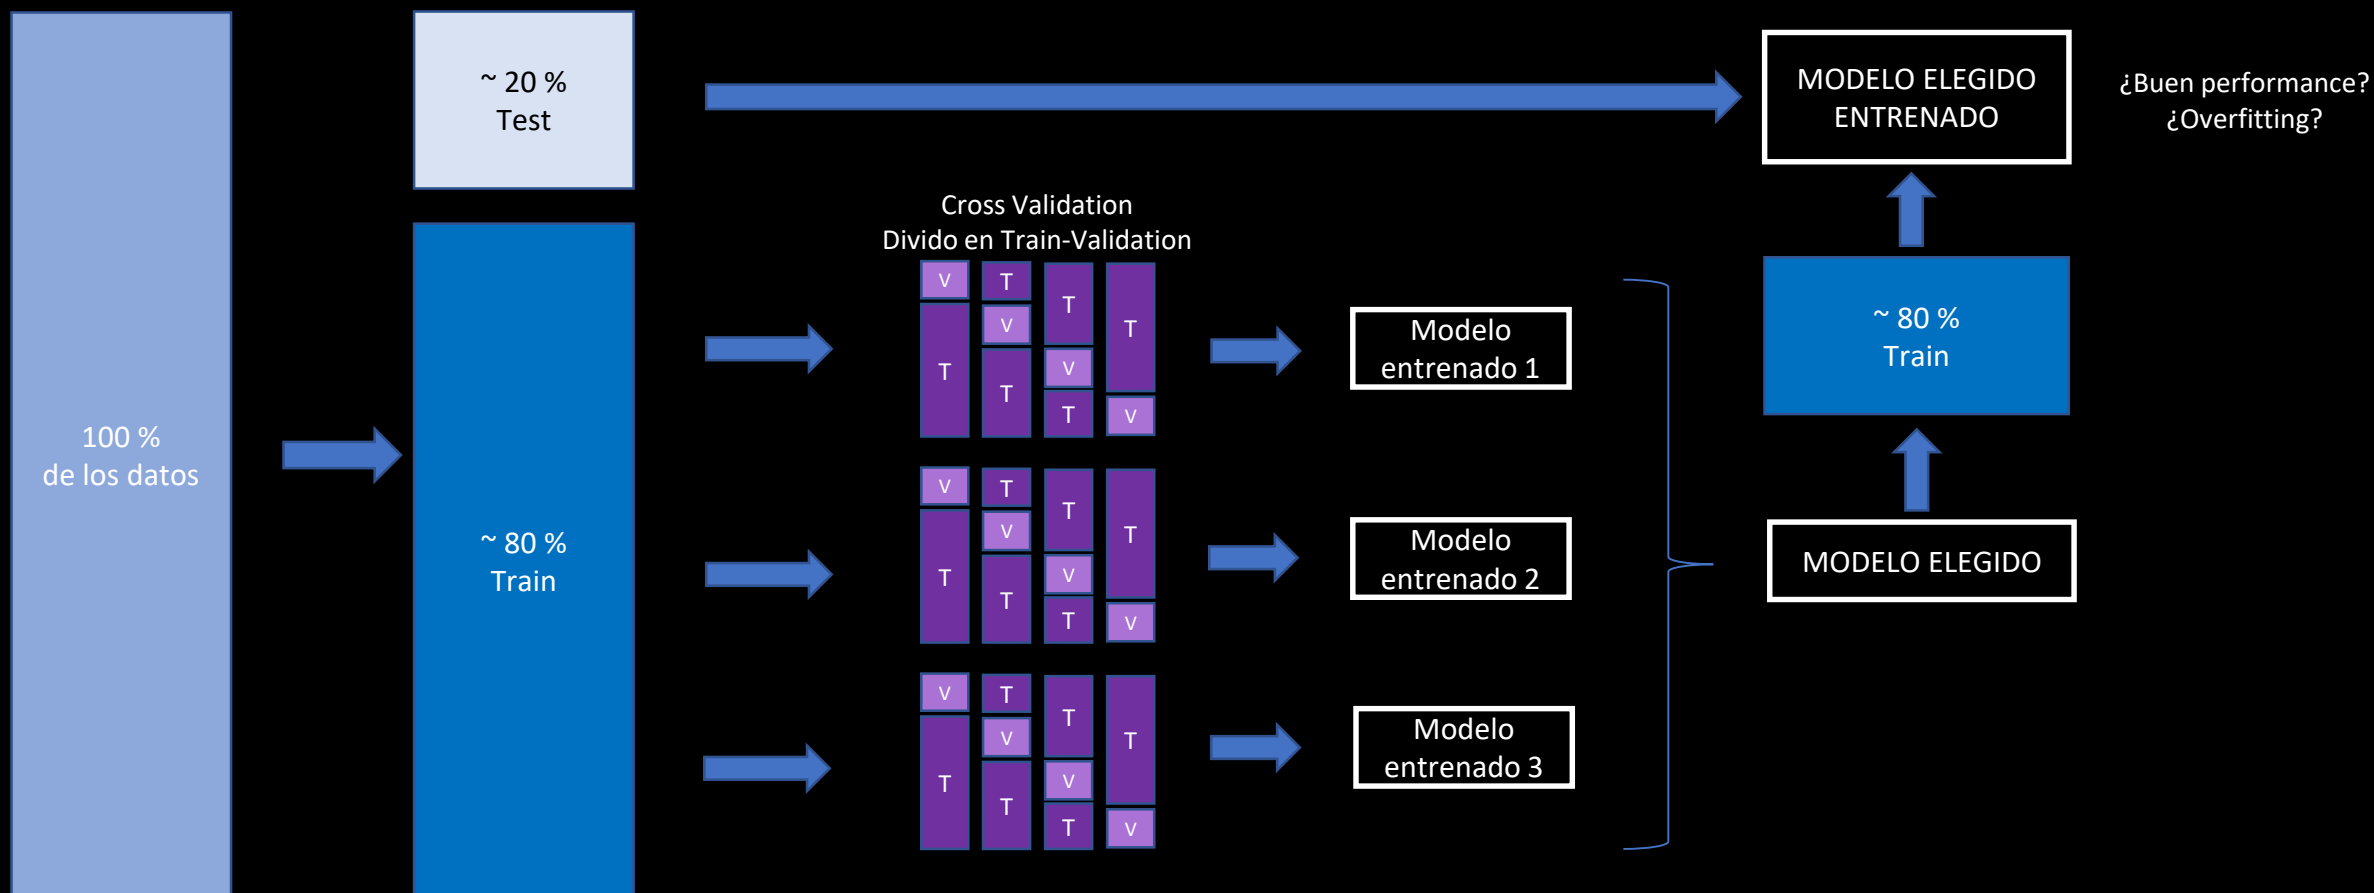 100 %
de los datos
~ 20 %
Test
~ 80 %
Train
Cross Validation
Divido en Train-Validation
V
T
T
V
T
T
V
T
T
V
V
T
T
V
T
T
V
T
T
V
V
T
T
V
T
T
V
T
T
V
Modelo
entrenado 1
Modelo
entrenado 2
Modelo
entrenado 3
MODELO ELEGIDO
ENTRENADO
~ 80 %
Train
MODELO ELEGIDO
¿Buen performance?
¿Overfitting?